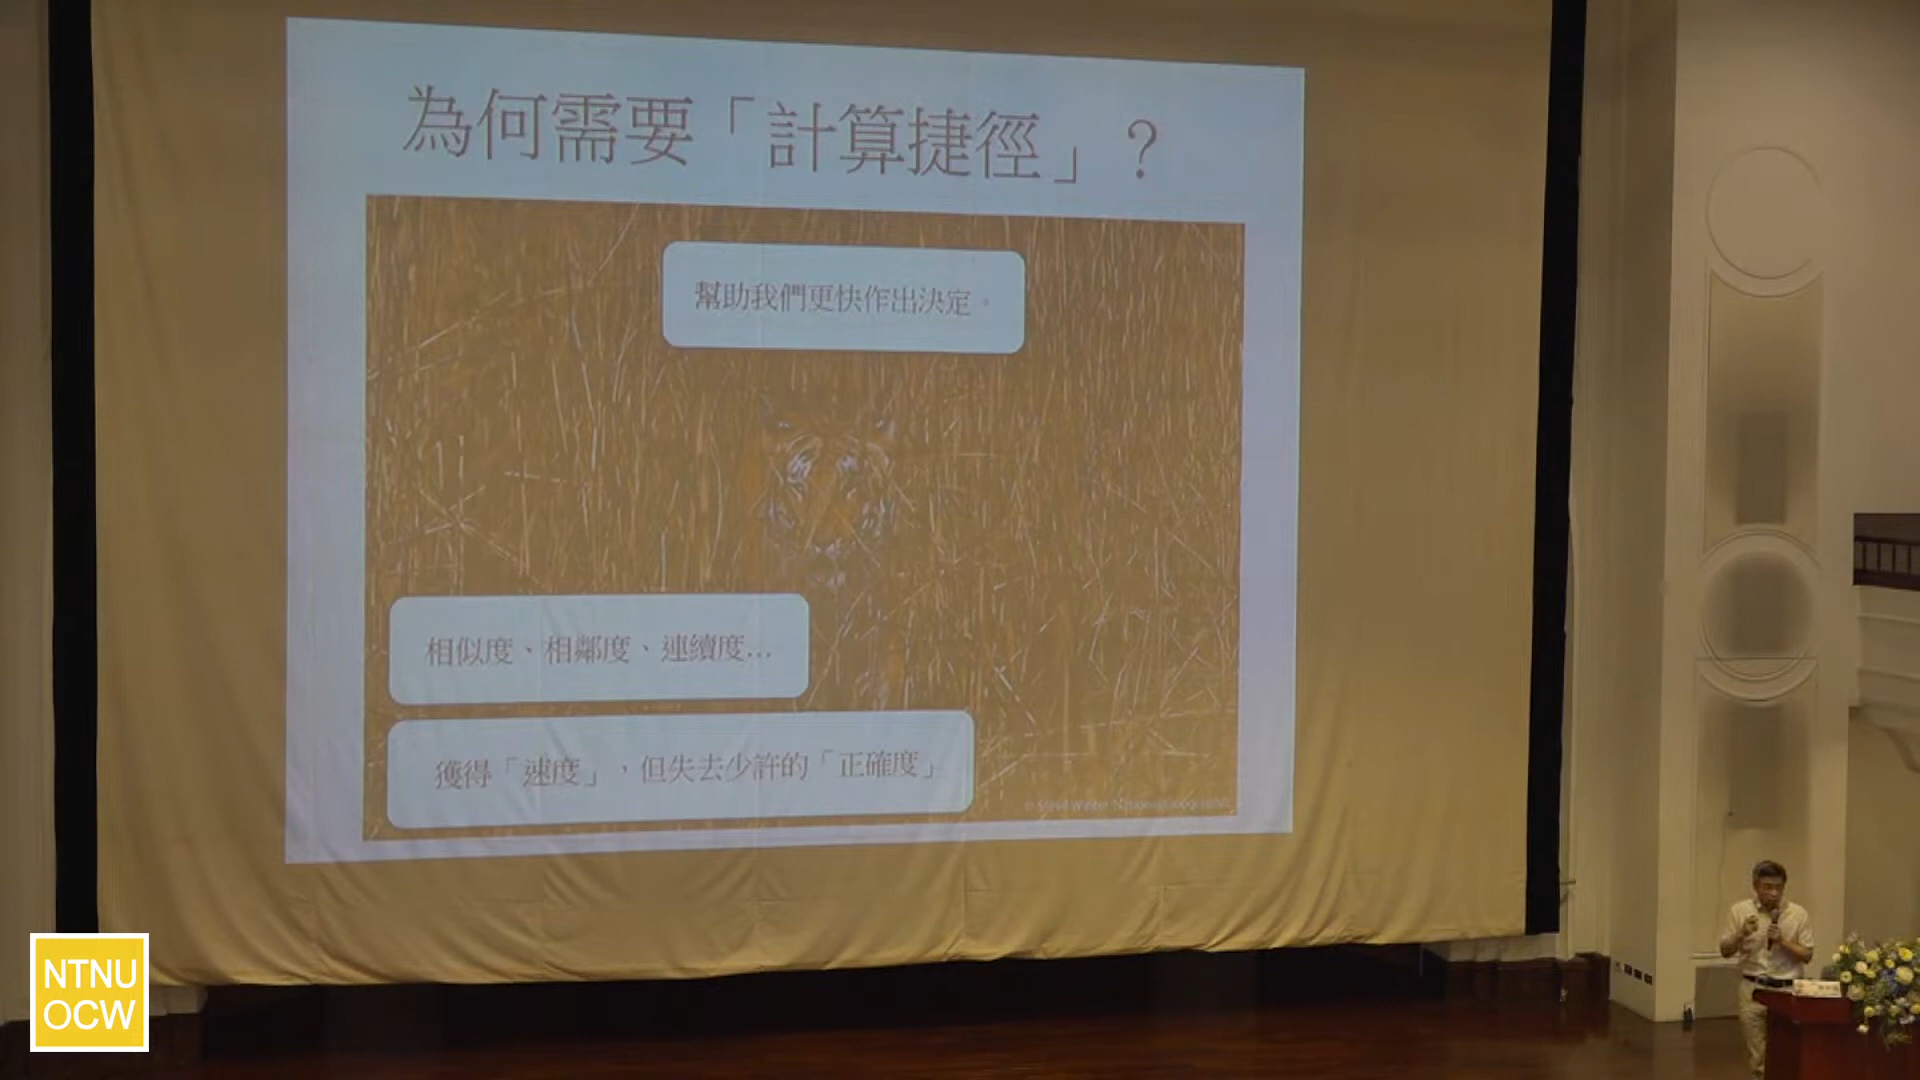 為何需要「計算捷徑」?
幫助我們更快作出決定。
相似度、相鄰度、連續度...
獲得「速度」,但失去少許的「正確度」
© Steve Winter
NTNU
OCW